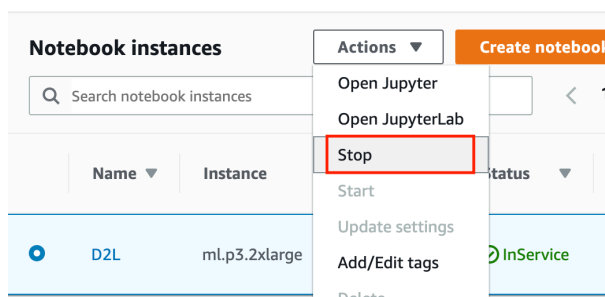 Notebook instances
Actions
Create notebook
Search notebook instances
Open Jupyter
Open JupyterLab
Stop
Name
Instance
Status
Start
Update settings
D2L
ml.p3.2xlarge
InService
Add/Edit tags
Delete